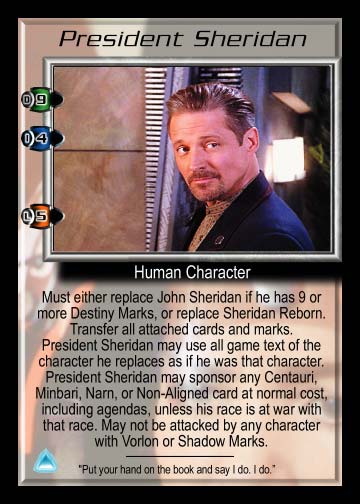 President Sheridan
D 9
I 4
L 5
Human Character
Must either replace John Sheridan if he has 9 or
more Destiny Marks, or replace Sheridan Reborn.
Transfer all attached cards and marks.
President Sheridan may use all game text of the
character he replaces as if he was that character.
President Sheridan may sponsor any Centauri,
Minbari, Narn, or Non-Aligned card at normal cost,
including agendas, unless his race is at war with
that race. May not be attacked by any character
with Vorlon or Shadow Marks.
"Put your hand on the book and say I do. I do."